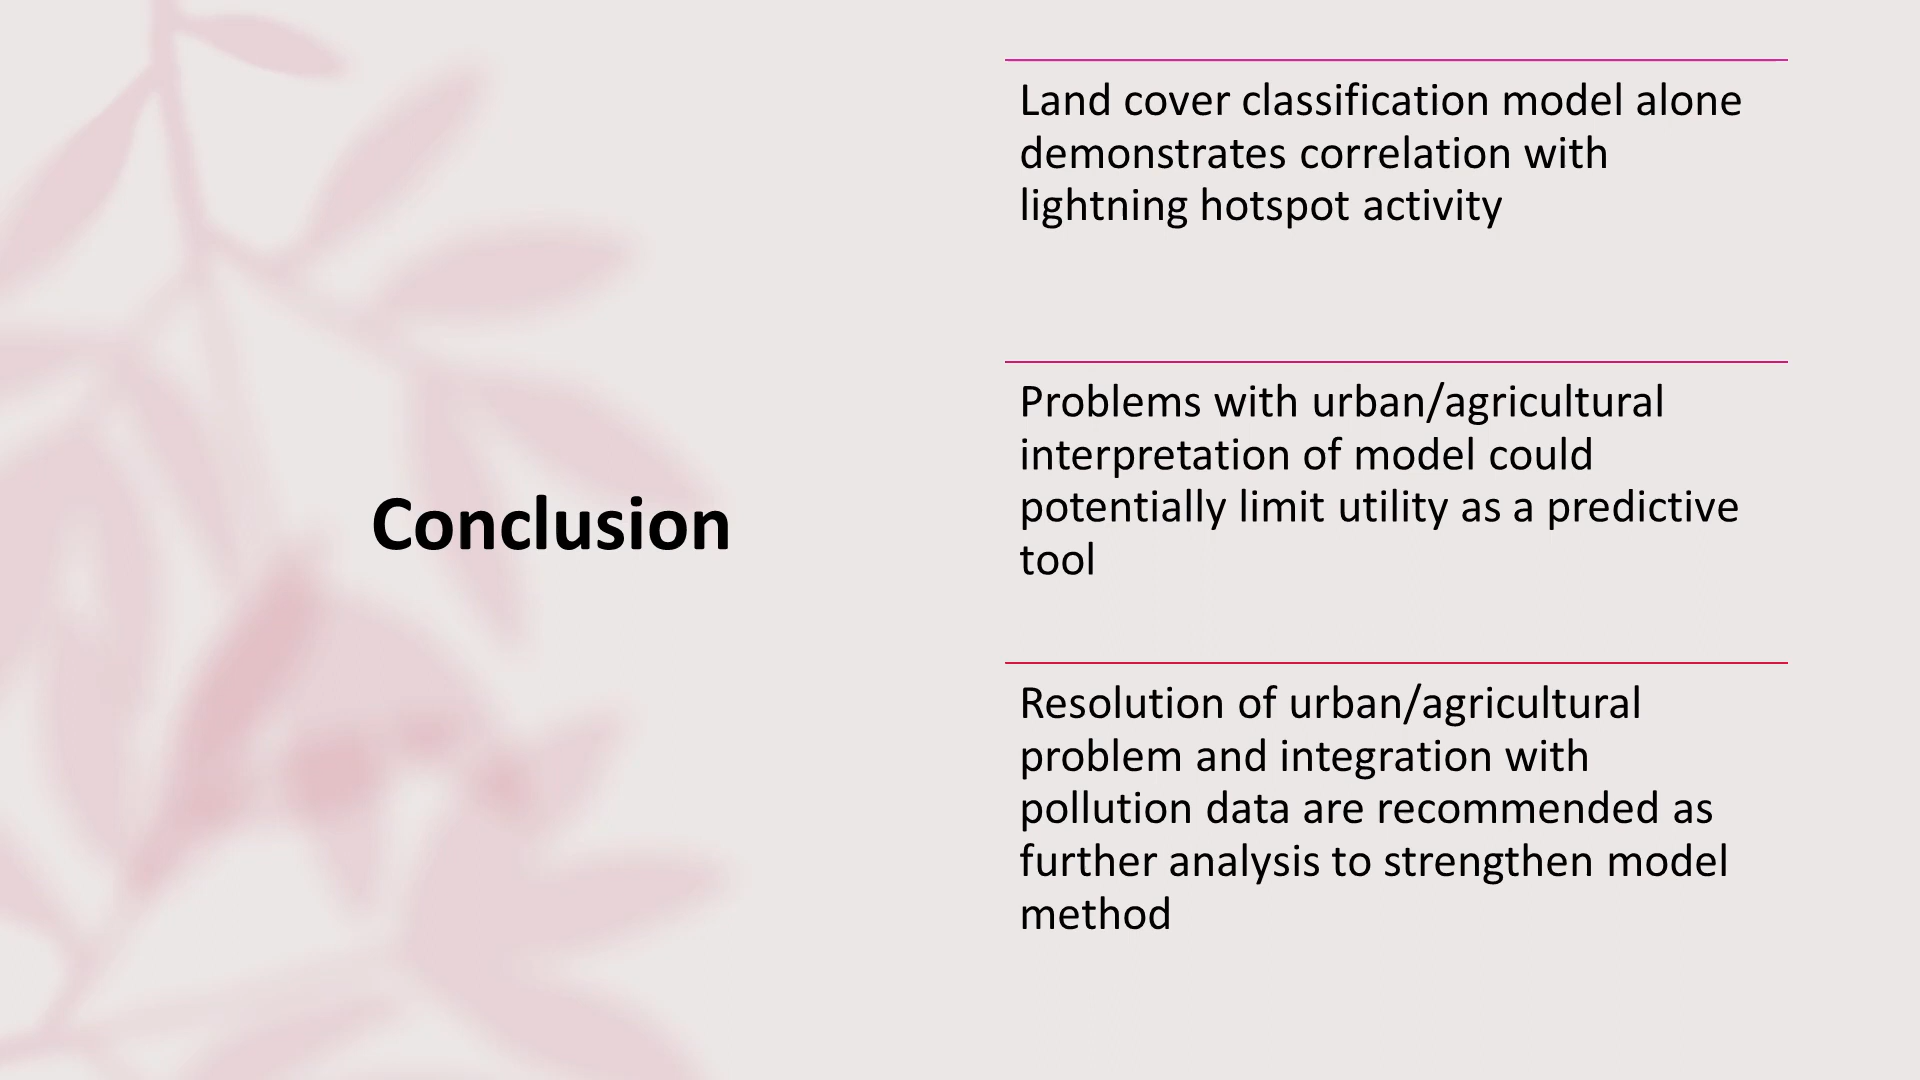 Conclusion
Land cover classification model alone
demonstrates correlation with
lightning hotspot activity
Problems with urban/agricultural
interpretation of model could
potentially limit utility as a predictive
tool
Resolution of urban/agricultural
problem and integration with
pollution data are recommended as
further analysis to strengthen model
method